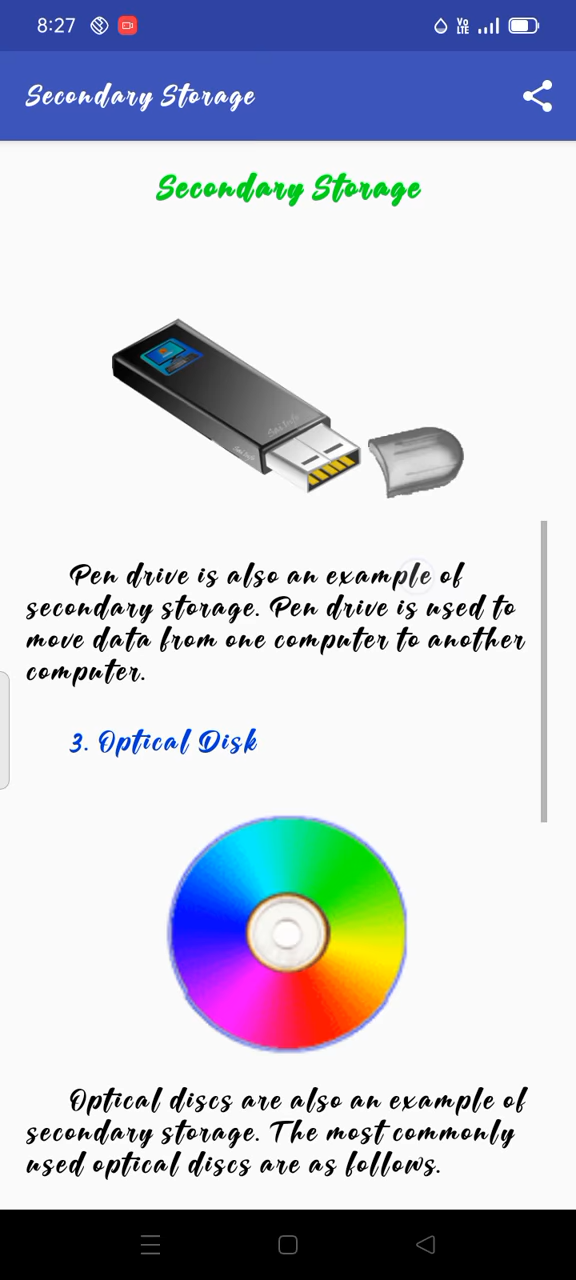 8:27
Vo
LTE
Secondary Storage
Secondary Storage
Pen drive is also an example of
secondary storage. Pen drive is used to
move data from one computer to another
computer.
3. Optical Disk
Optical discs are also an example of
secondary storage. The most commonly
used optical discs are as follows.